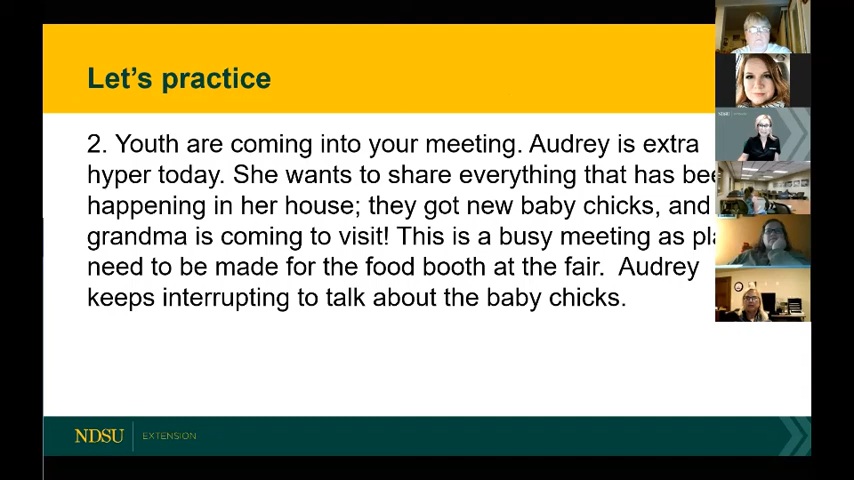 Let's practice
2. Youth are coming into your meeting. Audrey is extra
hyper today. She wants to share everything that has
happening in her house; they got new baby chicks, and
grandma is coming to visit! This is a busy meeting as
need to be made for the food booth at the fair. Audrey
keeps interrupting to talk about the baby chicks.
NDSU EXTENSION